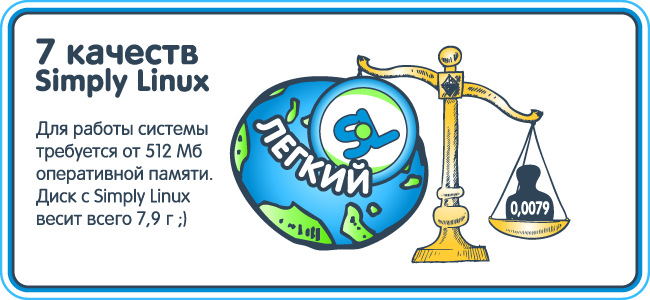 7 качеств
Simply Linux
Для работы системы
требуется от 512 Мб
оперативной памяти.
Диск с Simply Linux
весит всего 7,9 г ;)
ЛЕГКИЙ
SL
0,0079